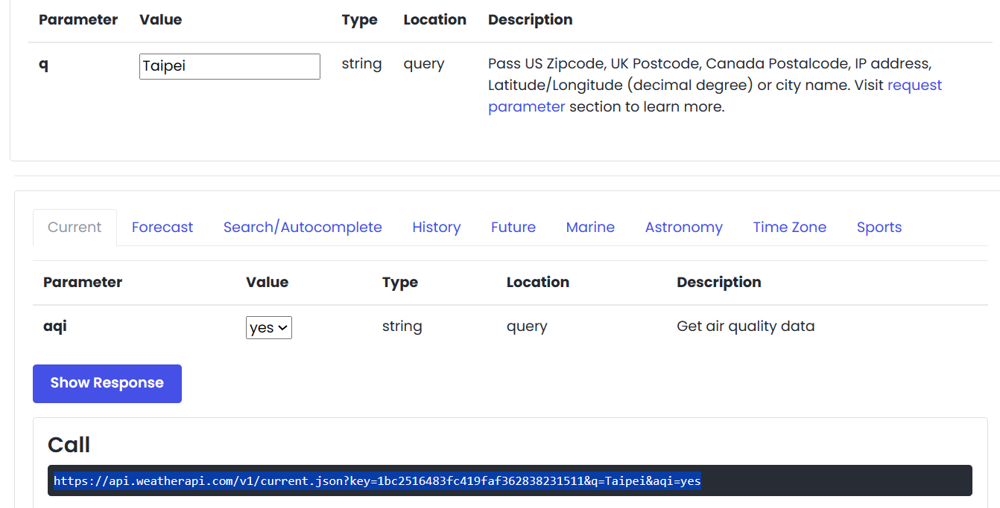 Parameter Value Type Location Description
q Taipei string query Pass US Zipcode, UK Postcode, Canada Postalcode, IP address,
Latitude/Longitude (decimal degree) or city name. Visit request
parameter section to learn more.
Current Forecast Search/Autocomplete History Future Marine Astronomy Time Zone Sports
Parameter Value Type Location Description
aqi yes string query Get air quality data
Show Response
Call
https://api.weatherapi.com/v1/current.json?key=1bc2516483fc419faf362838231511&q=Taipei&aqi=yes